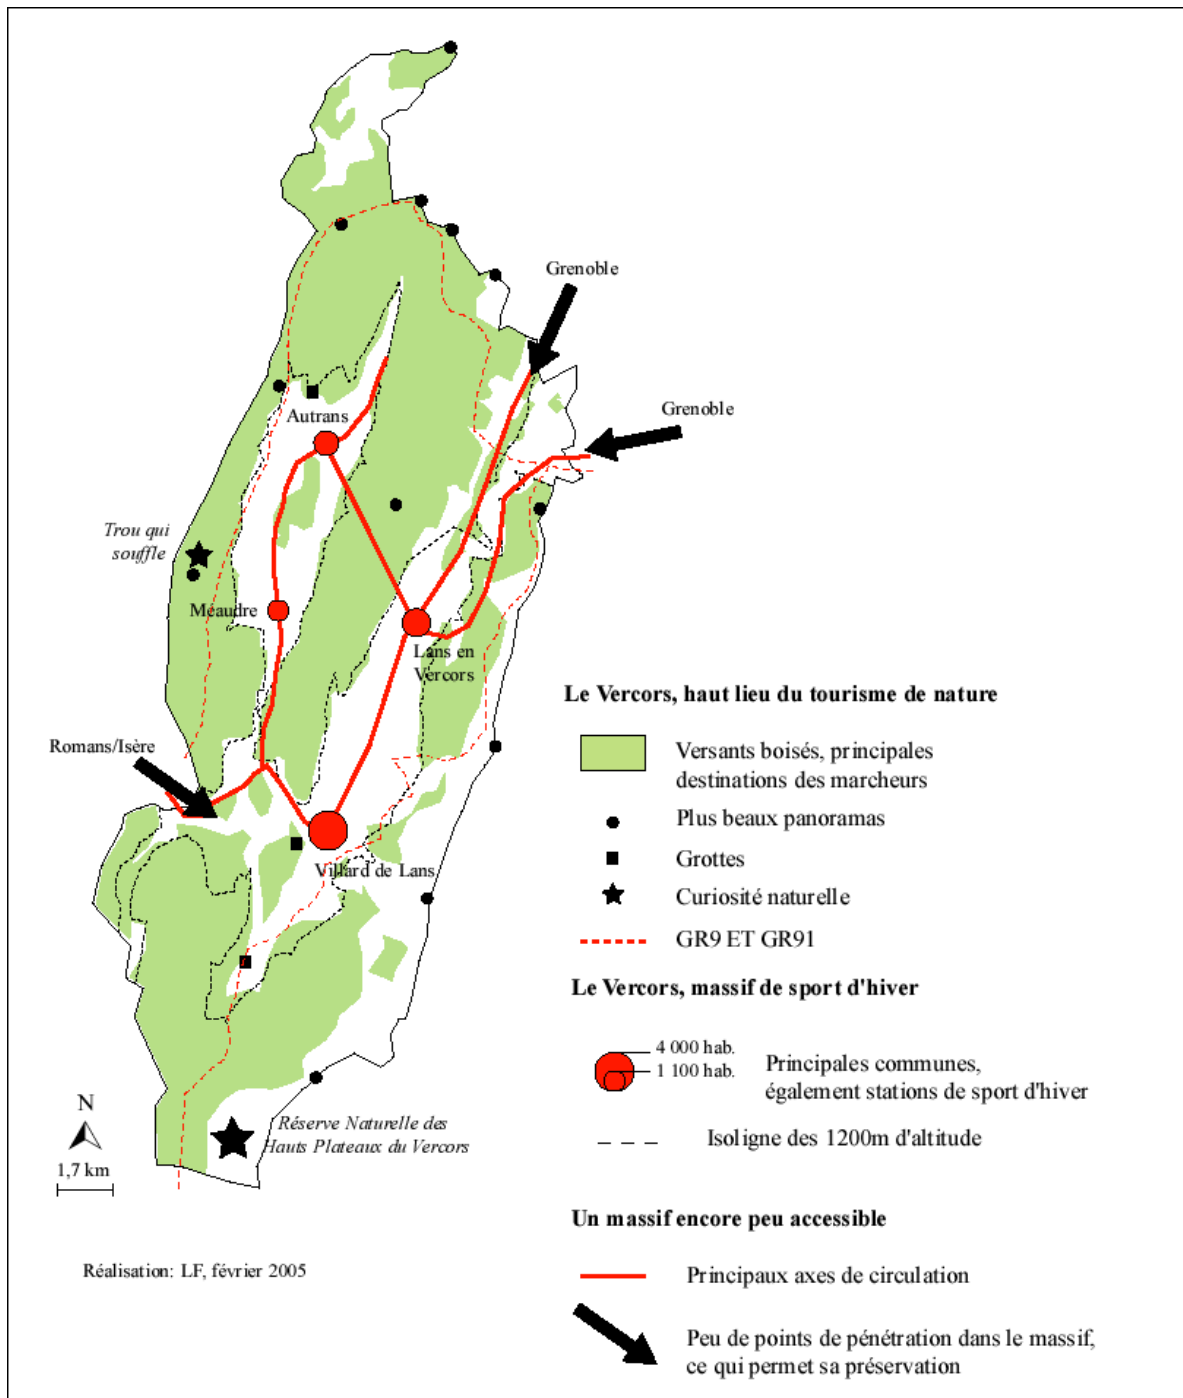 Grenoble
Grenoble
Autrans
Trou qui
souffle
Méaudre
Lans en
Vercors
Romans/Isère
Villard de Lans
Réserve Naturelle des
Hauts Plateaux du Vercors
N
1,7 km
Réalisation: LF, février 2005
Le Vercors, haut lieu du tourisme de nature
Versants boisés, principales
destinations des marcheurs
Plus beaux panoramas
Grottes
Curiosité naturelle
GR9 ET GR91
Le Vercors, massif de sport d'hiver
4 000 hab.
1 100 hab.
Principales communes,
également stations de sport d'hiver
Isoligne des 1200m d'altitude
Un massif encore peu accessible
Principaux axes de circulation
Peu de points de pénétration dans le massif,
ce qui permet sa préservation